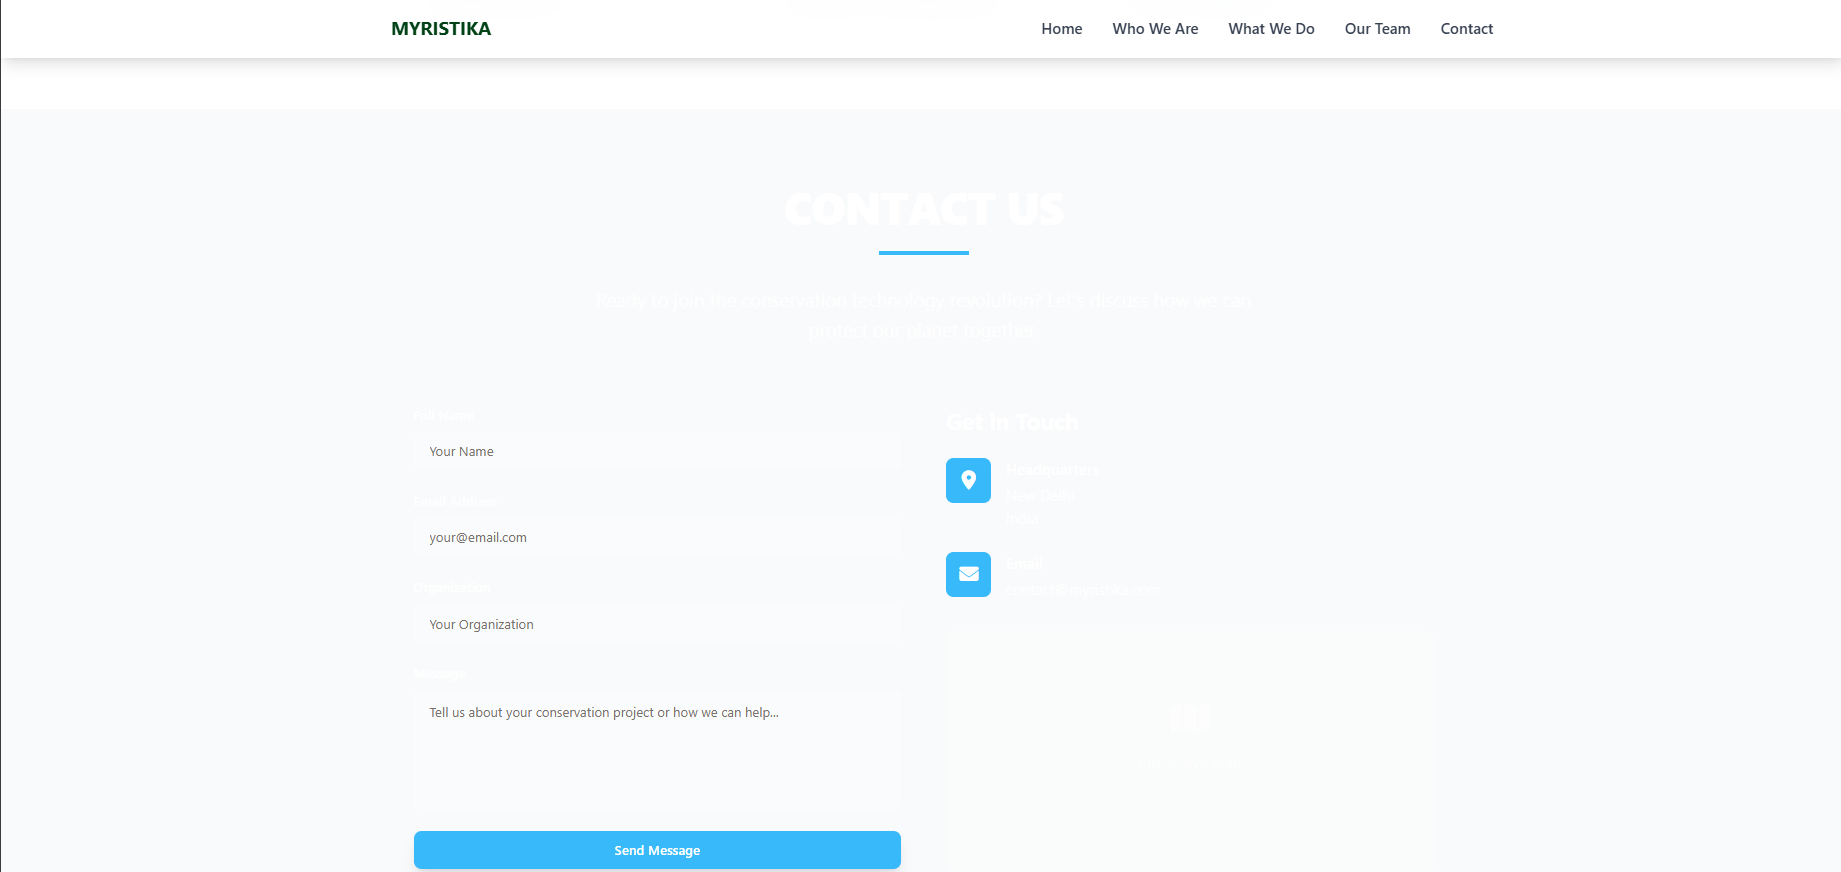 MYRISTIKA
Home Who We Are What We Do Our Team Contact
CONTACT US
Ready to join the conservation technology revolution? Let's discuss how we can
protect our planet together.
Full Name
Your Name
Email Address
your@email.com
Organization
Your Organization
Message
Tell us about your conservation project or how we can help...
Send Message
Get in Touch
Headquarters
New Delhi
India
Email
contact@myristika.com